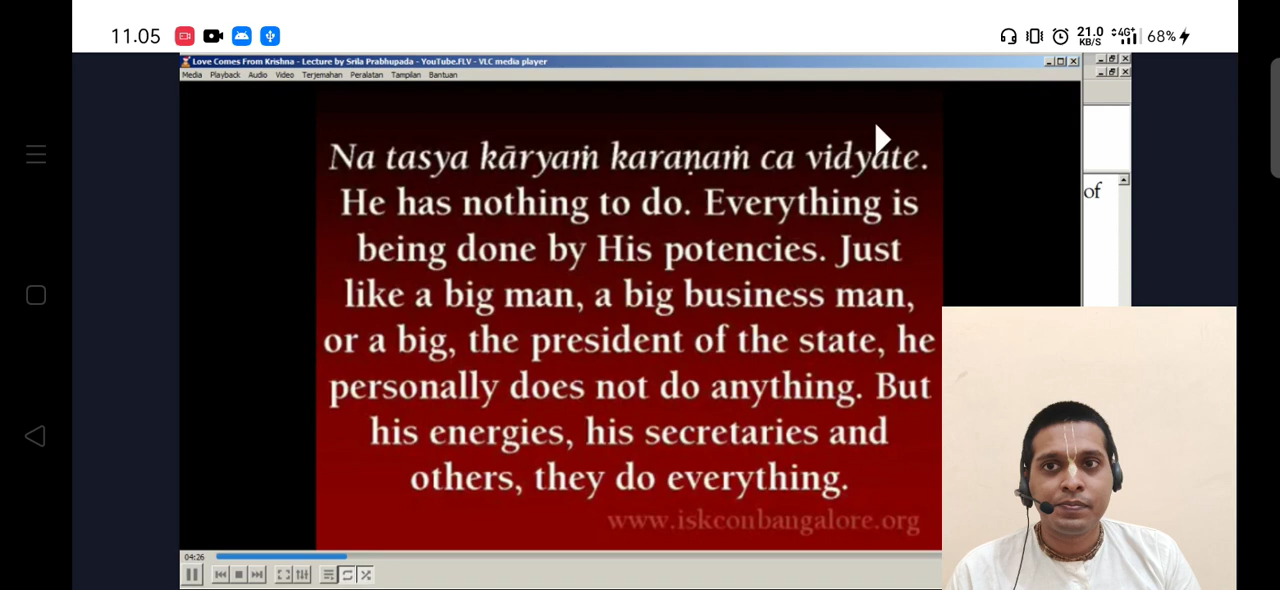 11.05
21.0
KB/S
4G+
68%
Love Comes From Krishna - Lecture by Srila Prabhupada - YouTube.FLV - VLC media player
Media Playback Audio Video Terjemahan Peralatan Tampilan Bantuan
Na tasya kāryaṁ karaṇaṁ ca vidyate.
He has nothing to do. Everything is
being done by His potencies. Just
like a big man, a big business man,
or a big, the president of the state, he
personally does not do anything. But
his energies, his secretaries and
others, they do everything.
www.iskconbangalore.org
of
04:26